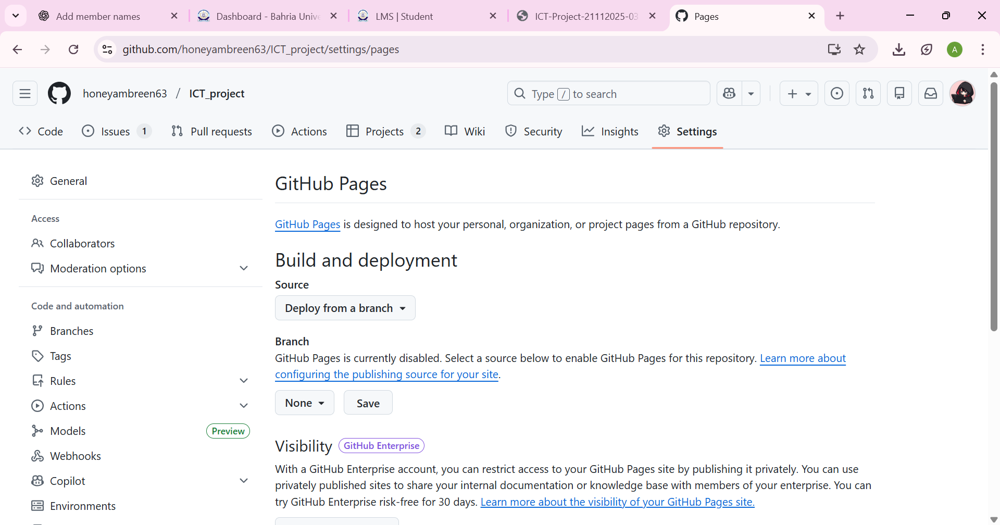 Add member names
Dashboard - Bahria Unive
LMS | Student
ICT-Project-21112025-03
Pages
github.com/honeyambreen63/ICT_project/settings/pages
A
honeyambreen63 / ICT_project
Type / to search
Code
Issues 1
Pull requests
Actions
Projects 2
Wiki
Security
Insights
Settings
General
Access
Collaborators
Moderation options
Code and automation
Branches
Tags
Rules
Actions
Models Preview
Webhooks
Copilot
Environments
GitHub Pages
GitHub Pages is designed to host your personal, organization, or project pages from a GitHub repository.
Build and deployment
Source
Deploy from a branch
Branch
GitHub Pages is currently disabled. Select a source below to enable GitHub Pages for this repository. Learn more about
configuring the publishing source for your site.
None Save
Visibility GitHub Enterprise
With a GitHub Enterprise account, you can restrict access to your GitHub Pages site by publishing it privately. You can use
privately published sites to share your internal documentation or knowledge base with members of your enterprise. You can
try GitHub Enterprise risk-free for 30 days. Learn more about the visibility of your GitHub Pages site.